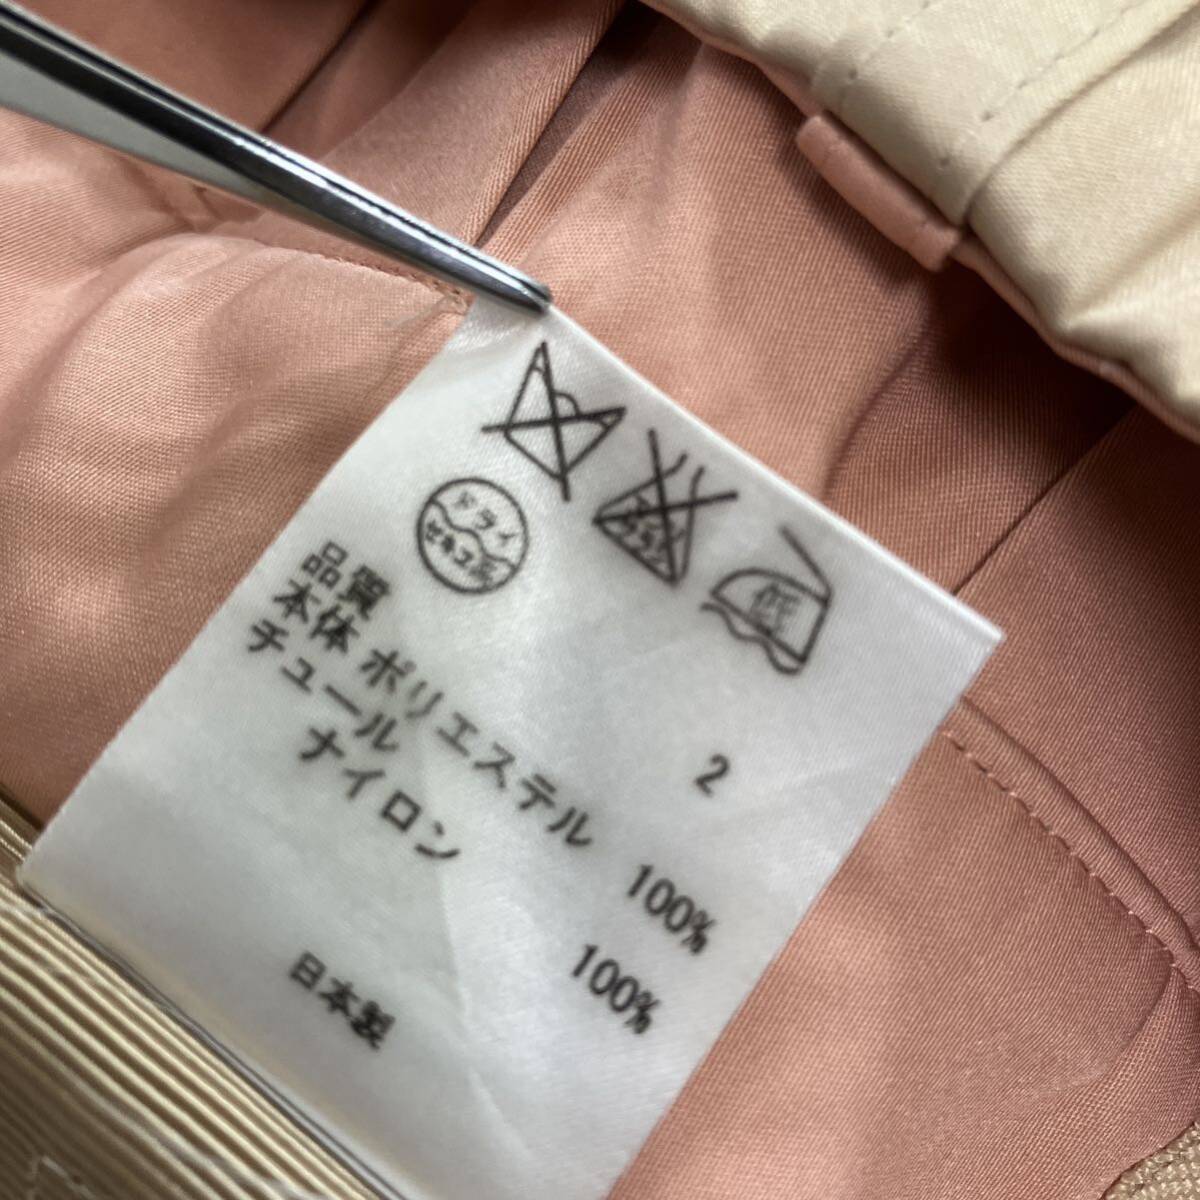 低
ドライ
セキユ系
品質 2
本体 ポリエステル 100%
チュール
ナイロン 100%
日本製